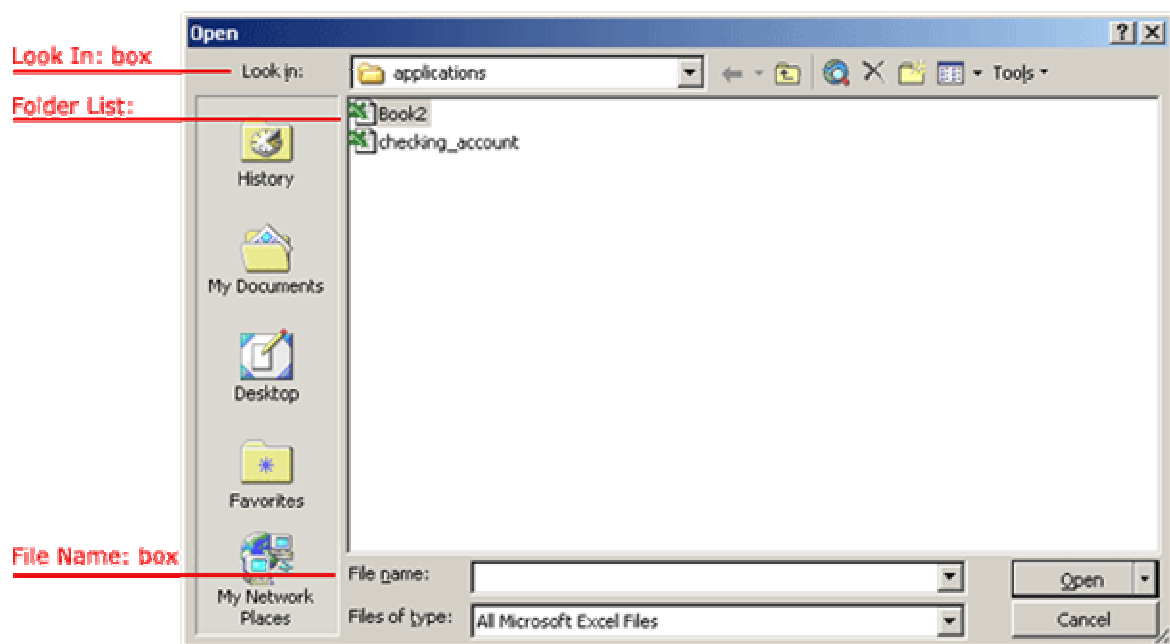 Open
Look In: box
Look in:
applications
Tools
Folder List:
Book2
checking_account
History
My Documents
Desktop
Favorites
My Network
Places
File Name: box
File name:
Open
Files of type:
All Microsoft Excel Files
Cancel